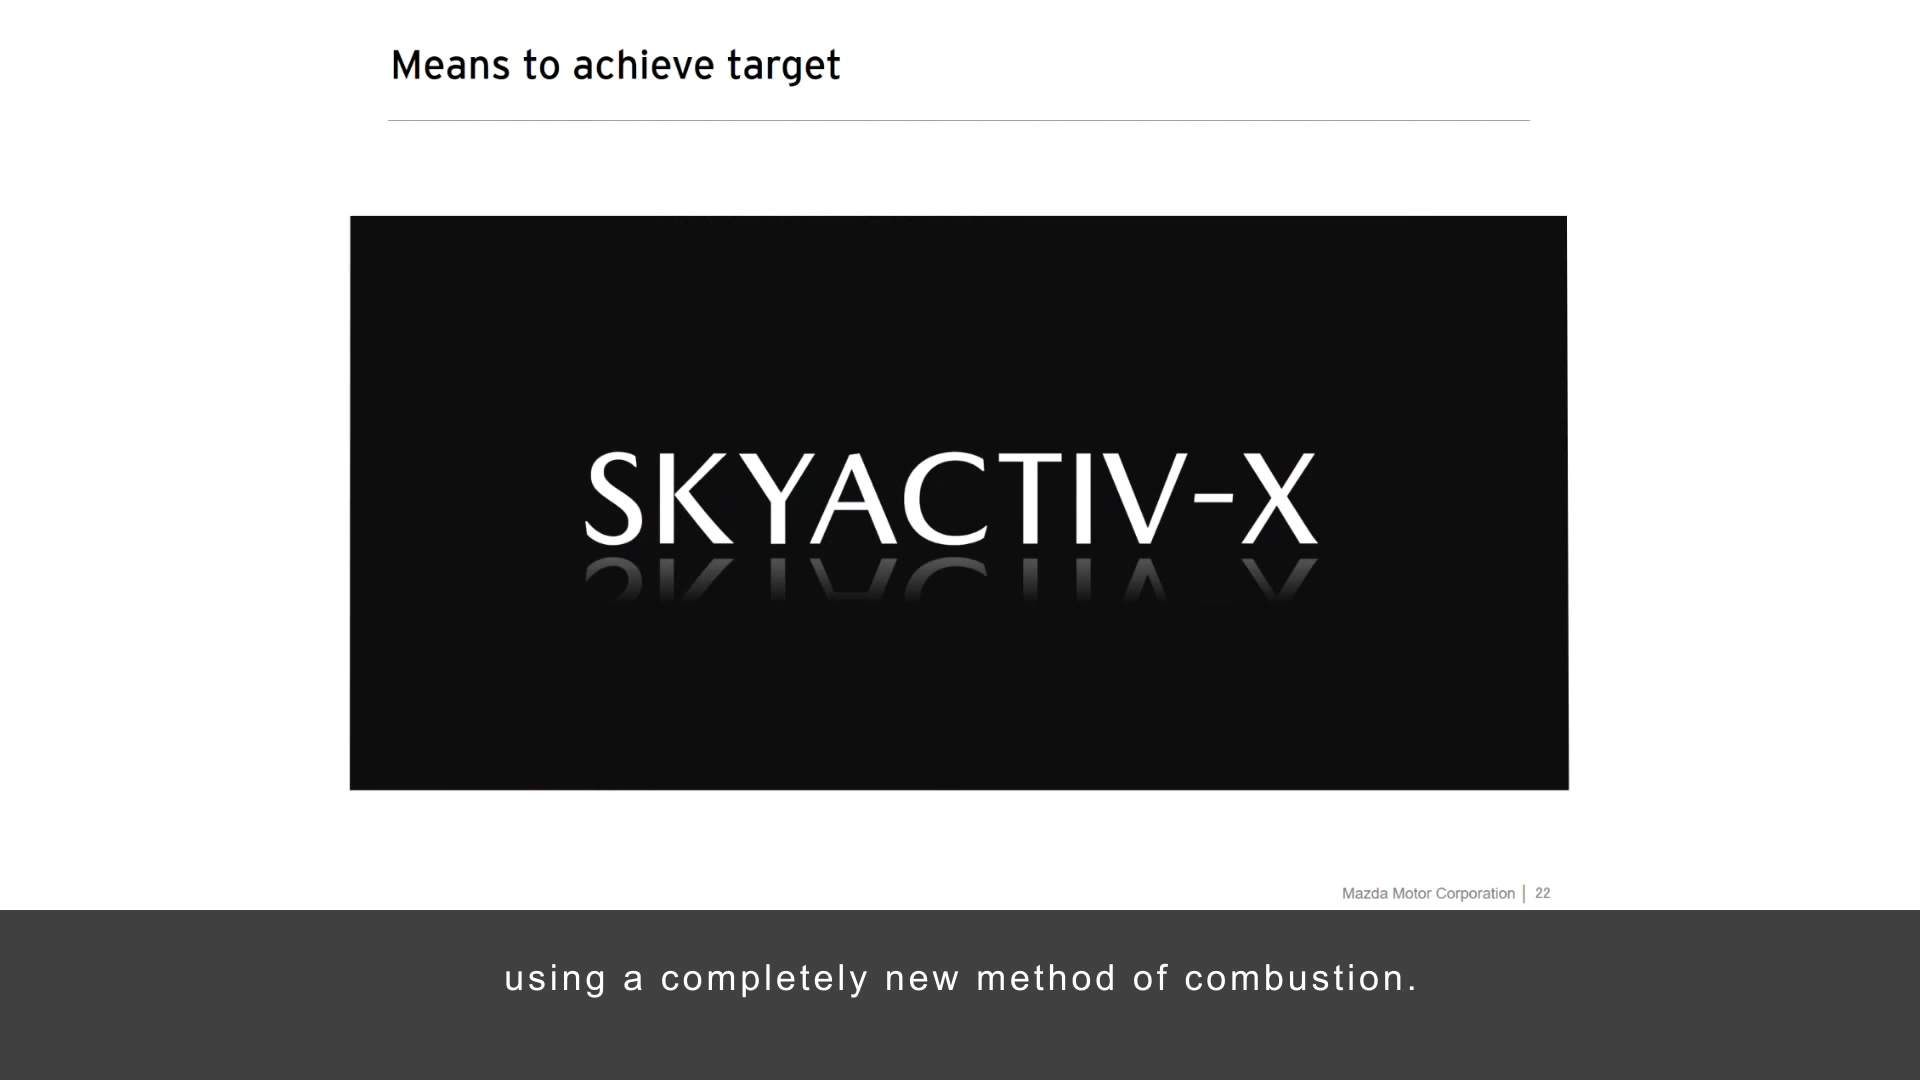 Means to achieve target
SKYACTIV-X
Mazda Motor Corporation | 22
using a completely new method of combustion.